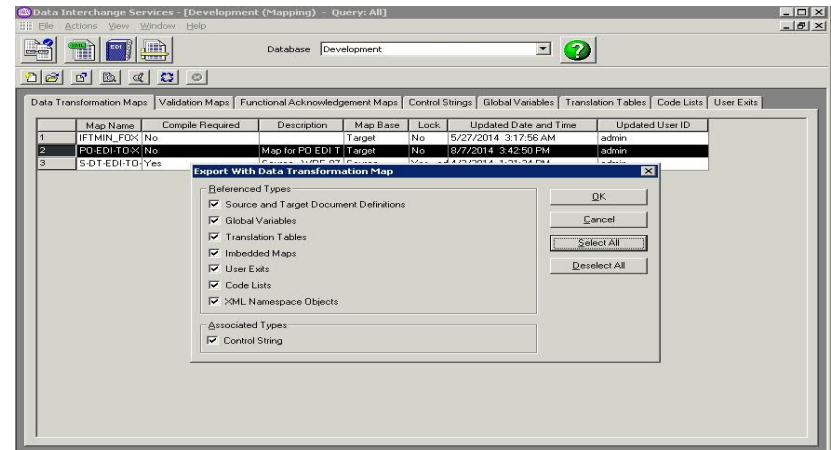 Data Interchange Services - [Development (Mapping) - Query: All]
File Actions View Window Help
EDI
Database Development
Data Transformation Maps Validation Maps Functional Acknowledgement Maps Control Strings Global Variables Translation Tables Code Lists User Exits
Map Name Compile Required Description Map Base Lock Updated Date and Time Updated User ID
1 IFTMIN_FOX No Target No 5/27/2014 3:17:56 AM admin
2 PO-EDI-TO-X No Map for PO EDI T Target No 8/7/2014 3:42:50 PM admin
3 S-DT-EDI-TO- Yes
Export With Data Transformation Map
Referenced Types
Source and Target Document Definitions
Global Variables
Translation Tables
Imbedded Maps
User Exits
Code Lists
XML Namespace Objects
Associated Types
Control String
OK
Cancel
Select All
Deselect All